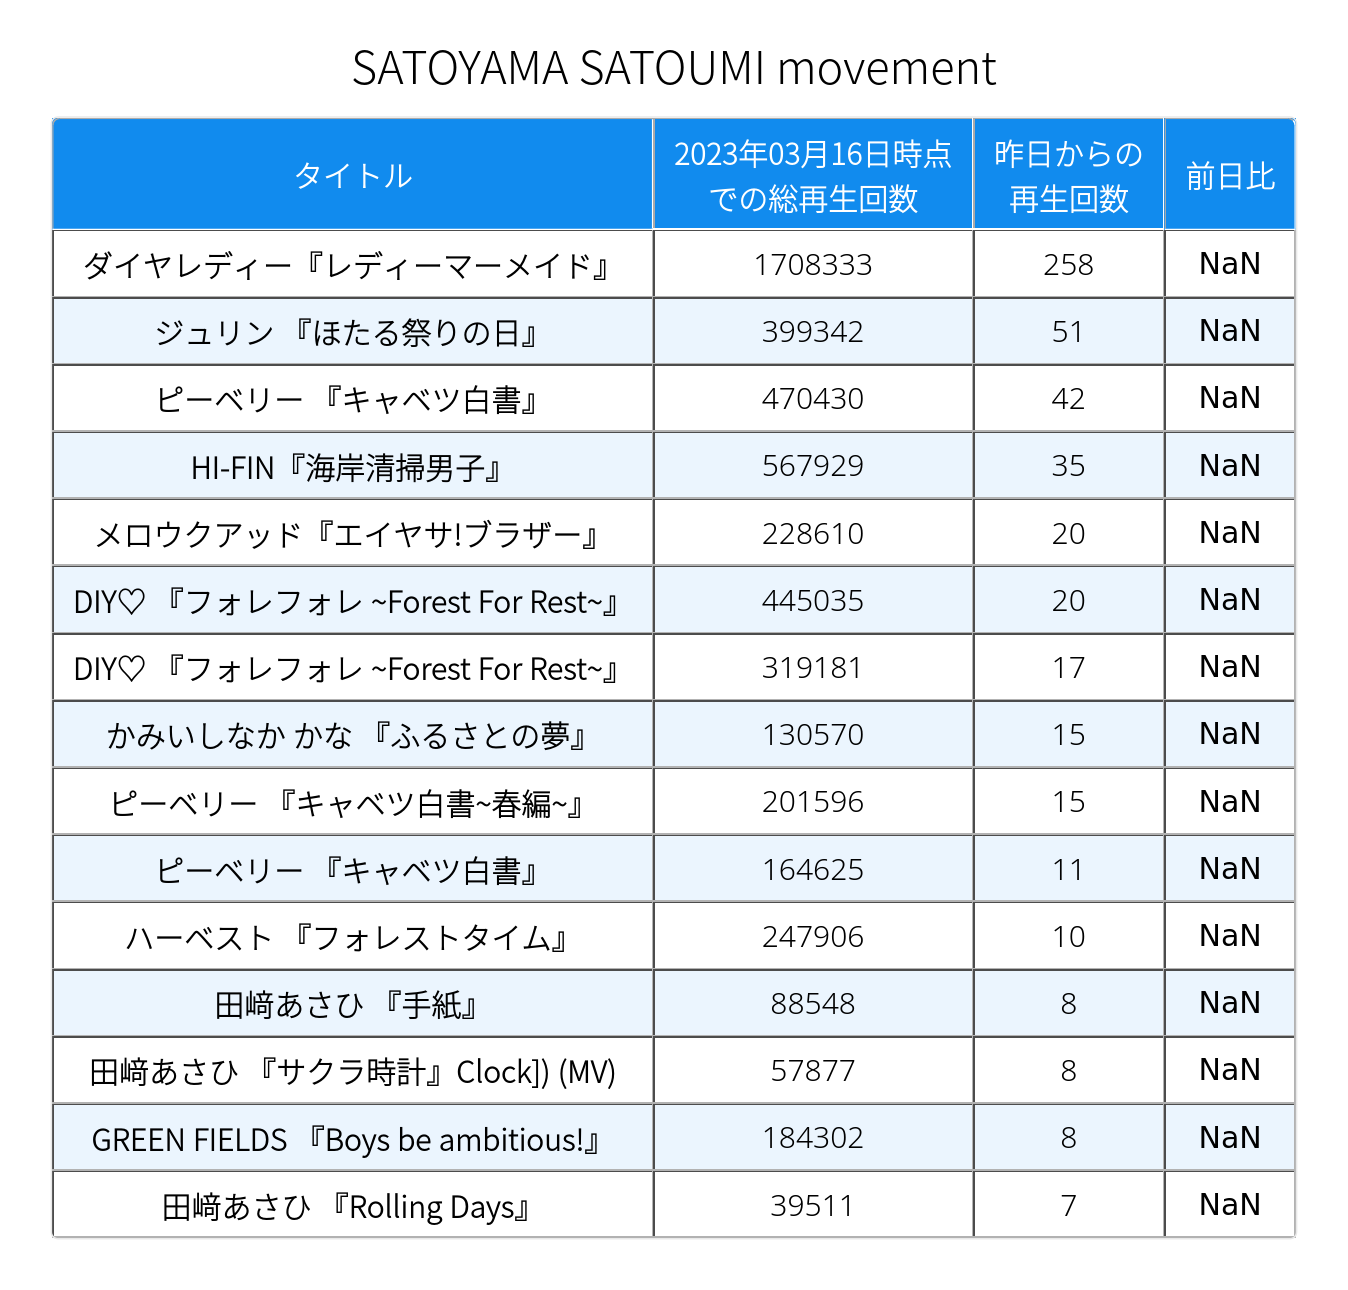 SATOYAMA SATOUMI movement
タイトル 2023年03月16日時点での総再生回数 昨日からの再生回数 前日比
ダイヤレディー『レディーマーメイド』 1708333 258 NaN
ジュリン 『ほたる祭りの日』 399342 51 NaN
ピーベリー 『キャベツ白書』 470430 42 NaN
HI-FIN『海岸清掃男子』 567929 35 NaN
メロウクアッド『エイヤサ!ブラザー』 228610 20 NaN
DIY♡ 『フォレフォレ ~Forest For Rest~』 445035 20 NaN
DIY♡ 『フォレフォレ ~Forest For Rest~』 319181 17 NaN
かみいしなか かな 『ふるさとの夢』 130570 15 NaN
ピーベリー 『キャベツ白書~春編~』 201596 15 NaN
ピーベリー 『キャベツ白書』 164625 11 NaN
ハーベスト 『フォレストタイム』 247906 10 NaN
田﨑あさひ 『手紙』 88548 8 NaN
田﨑あさひ 『サクラ時計』Clock]) (MV) 57877 8 NaN
GREEN FIELDS 『Boys be ambitious!』 184302 8 NaN
田﨑あさひ 『Rolling Days』 39511 7 NaN